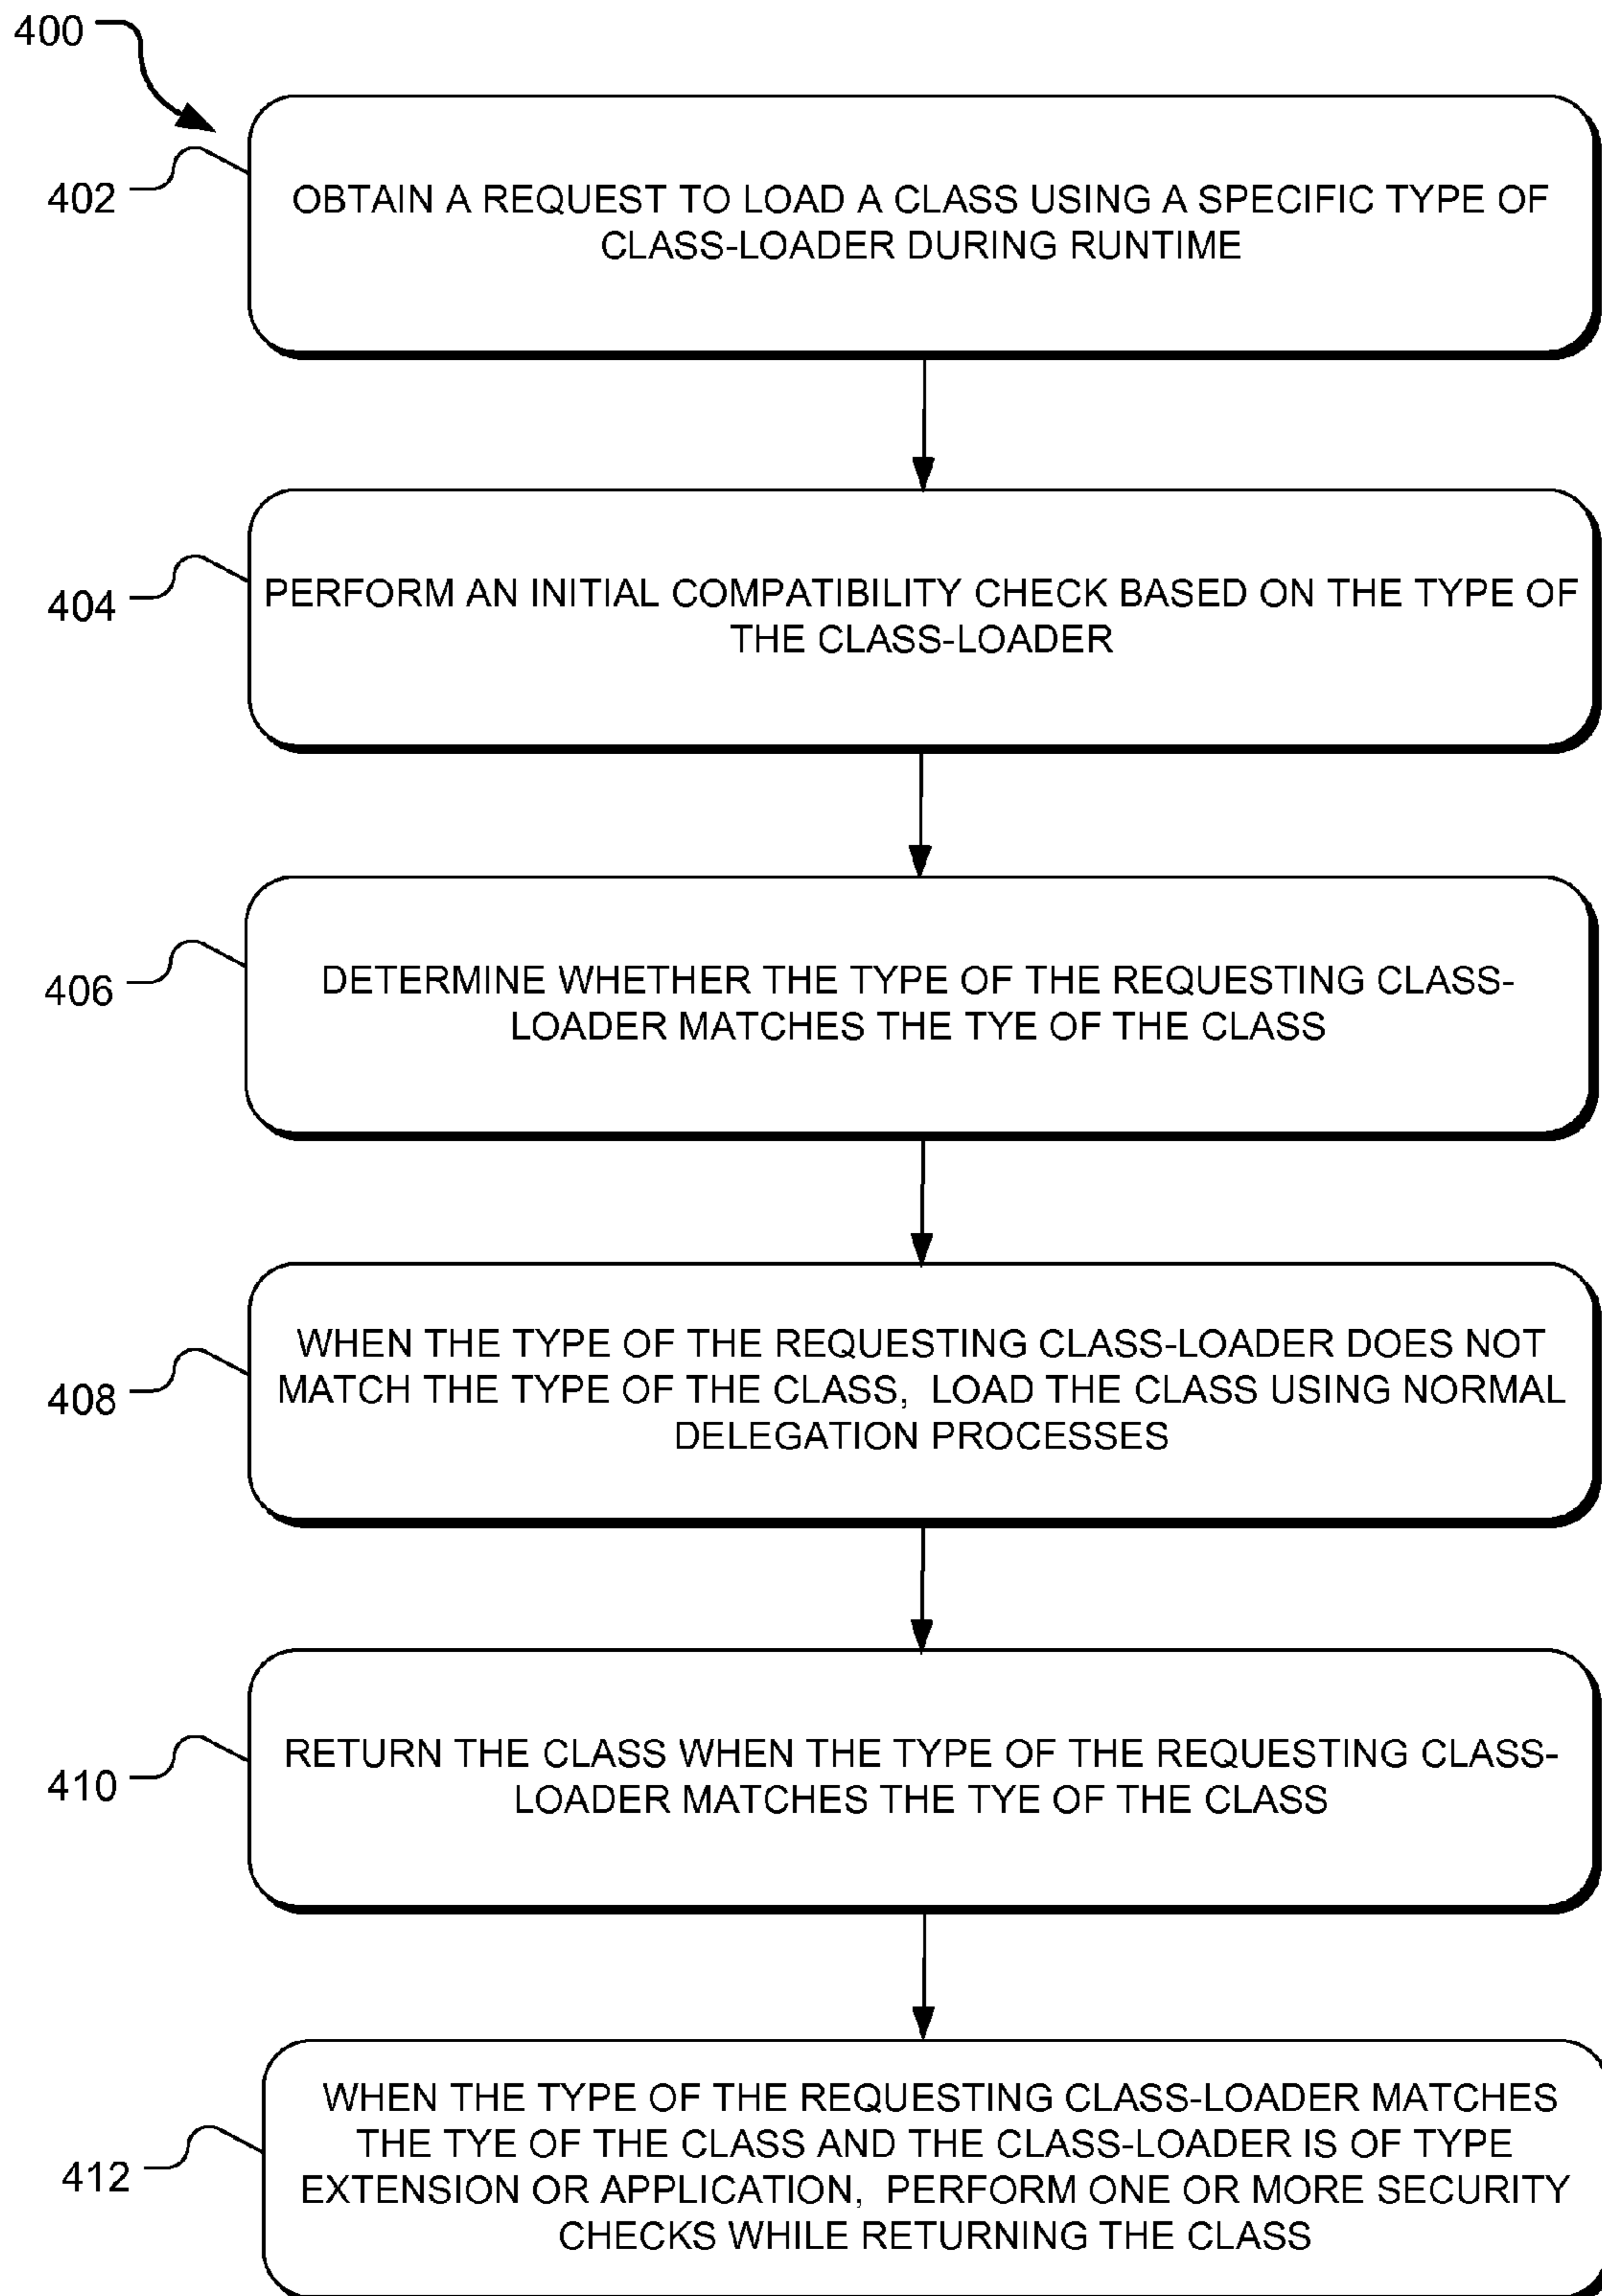 400
402
OBTAIN A REQUEST TO LOAD A CLASS USING A SPECIFIC TYPE OF
CLASS-LOADER DURING RUNTIME
404
PERFORM AN INITIAL COMPATIBILITY CHECK BASED ON THE TYPE OF
THE CLASS-LOADER
406
DETERMINE WHETHER THE TYPE OF THE REQUESTING CLASS-
LOADER MATCHES THE TYE OF THE CLASS
408
WHEN THE TYPE OF THE REQUESTING CLASS-LOADER DOES NOT
MATCH THE TYPE OF THE CLASS, LOAD THE CLASS USING NORMAL
DELEGATION PROCESSES
410
RETURN THE CLASS WHEN THE TYPE OF THE REQUESTING CLASS-
LOADER MATCHES THE TYE OF THE CLASS
412
WHEN THE TYPE OF THE REQUESTING CLASS-LOADER MATCHES
THE TYE OF THE CLASS AND THE CLASS-LOADER IS OF TYPE
EXTENSION OR APPLICATION, PERFORM ONE OR MORE SECURITY
CHECKS WHILE RETURNING THE CLASS